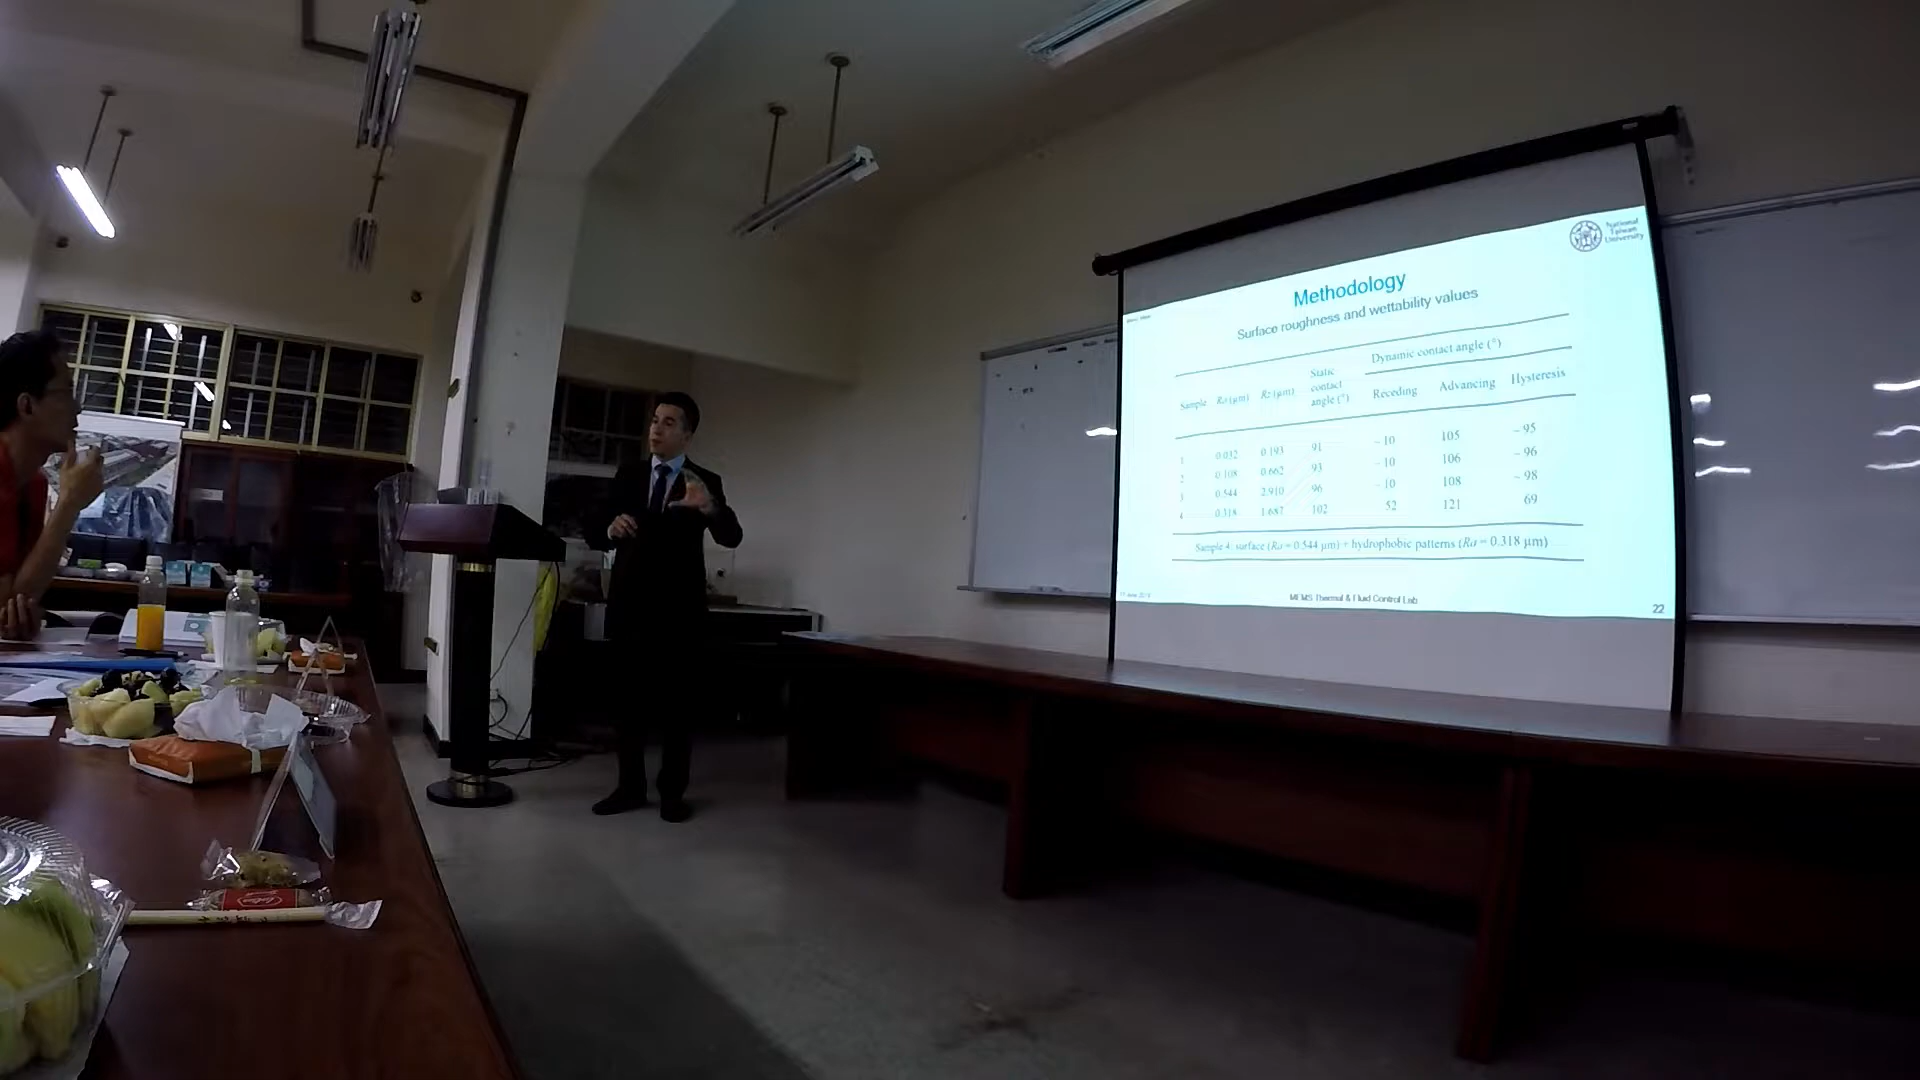 National
Taiwan
University
Methodology
Surface roughness and wettability values
Dynamic contact angle (°)
Sample Ra (μm) Rz (μm) Static contact angle (°) Receding Advancing Hysteresis
1 0.032 0.193 91 ~ 10 105 ~ 95
2 0.108 0.662 93 ~ 10 106 ~ 96
3 0.544 2.910 96 ~ 10 108 ~ 98
4 0.318 1.687 102 52 121 69
Sample 4: surface (Ra = 0.544 μm) + hydrophobic patterns (Ra = 0.318 μm)
MEMS Thermal & Fluid Control Lab
22